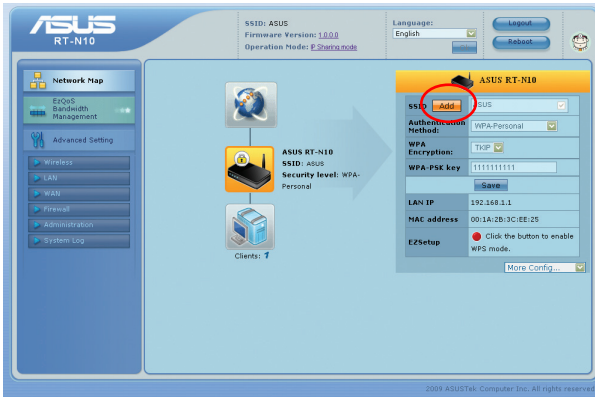 ASUS
RT-N10
SSID: ASUS
Firmware Version: 1.0.0.0
Operation Mode: IP Sharing mode
Language:
English
Logout
Reboot
Network Map
EzQoS
Bandwidth
Management
Advanced Setting
Wireless
LAN
WAN
Firewall
Administration
System Log
ASUS RT-N10
SSID: ASUS
Security level: WPA-
Personal
Clients: 1
ASUS RT-N10
SSID Add ASUS
Authentication
Method: WPA-Personal
WPA
Encryption: TKIP
WPA-PSK key 1111111111
Save
LAN IP 192.168.1.1
MAC address 00:1A:2B:3C:EE:25
EZSetup Click the button to enable
WPS mode.
More Config...
2009 ASUSTek Computer Inc. All rights reserved